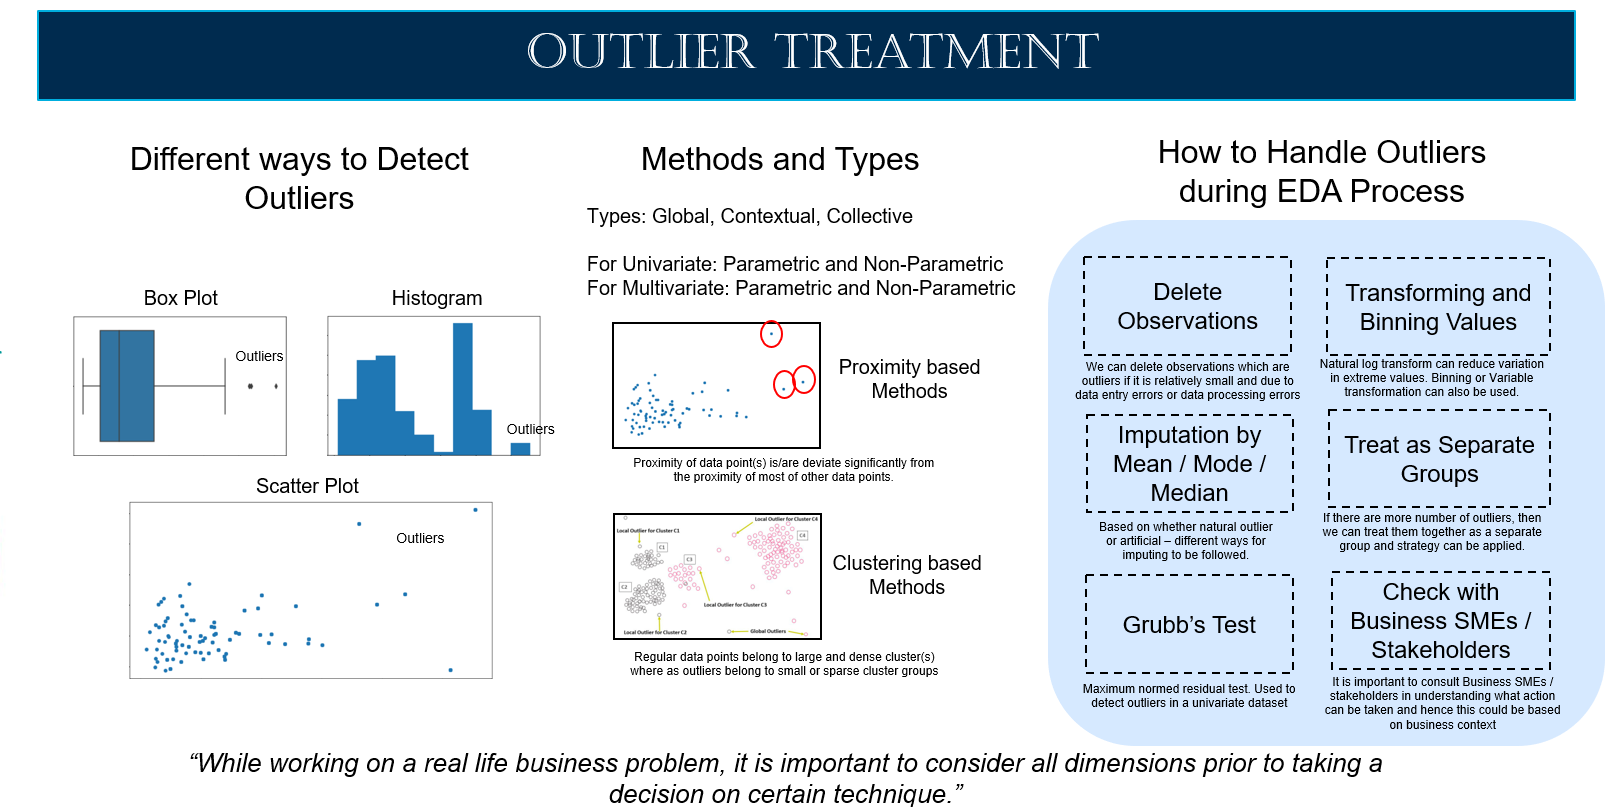 OUTLIER TREATMENT
Different ways to Detect
Outliers
Box Plot
Outliers
Histogram
Outliers
Scatter Plot
Outliers
Methods and Types
Types: Global, Contextual, Collective
For Univariate: Parametric and Non-Parametric
For Multivariate: Parametric and Non-Parametric
Proximity based
Methods
Proximity of data point(s) is/are deviate significantly from
the proximity of most of other data points.
Local Outlier for Cluster C4
Local Outlier for Cluster C1
C4
C1
C3
C2
Local Outlier for Cluster C3
Local Outlier for Cluster C2
Global Outliers
Clustering based
Methods
Regular data points belong to large and dense cluster(s)
where as outliers belong to small or sparse cluster groups
How to Handle Outliers
during EDA Process
Delete
Observations
We can delete observations which are
outliers if it is relatively small and due to
data entry errors or data processing errors
Transforming and
Binning Values
Natural log transform can reduce variation
in extreme values. Binning or Variable
transformation can also be used.
Imputation by
Mean / Mode /
Median
Based on whether natural outlier
or artificial – different ways for
imputing to be followed.
Treat as Separate
Groups
If there are more number of outliers, then
we can treat them together as a separate
group and strategy can be applied.
Grubb's Test
Maximum normed residual test. Used to
detect outliers in a univariate dataset
Check with
Business SMEs /
Stakeholders
It is important to consult Business SMEs /
stakeholders in understanding what action
can be taken and hence this could be based
on business context
“While working on a real life business problem, it is important to consider all dimensions prior to taking a
decision on certain technique.”